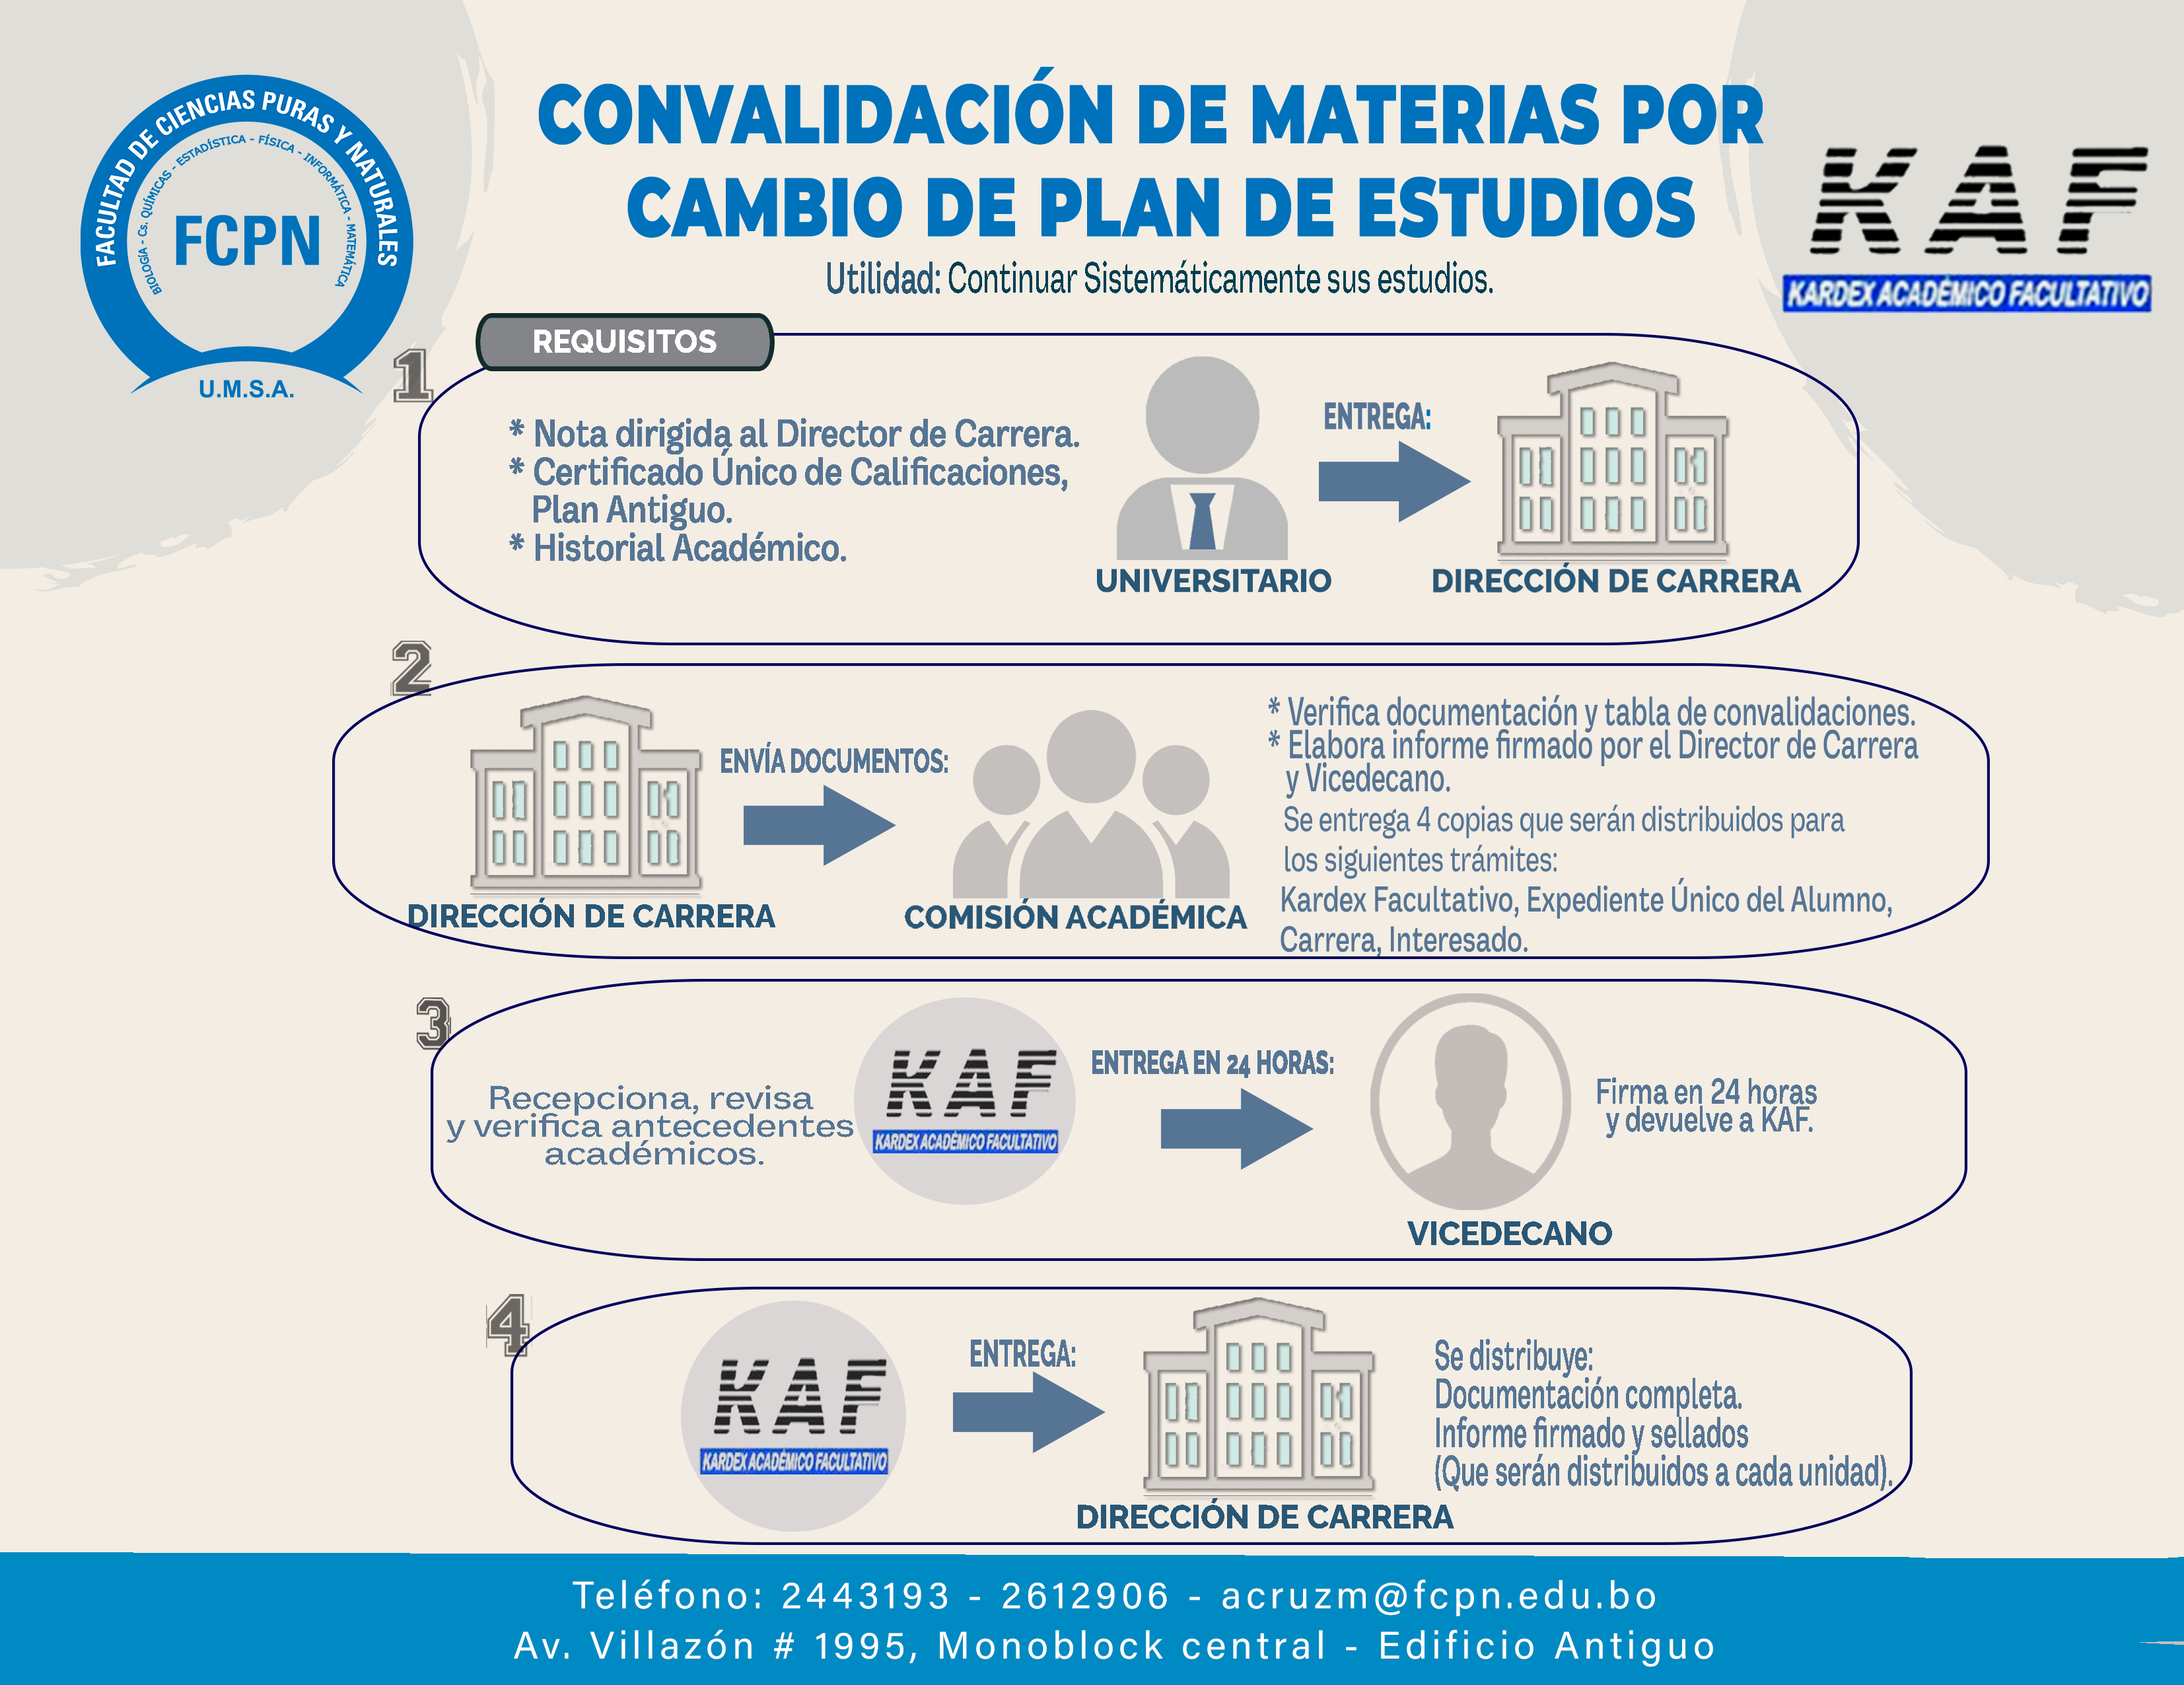 FACULTAD DE CIENCIAS PURAS Y NATURALES
BIOLOGÍA - Cs. QUÍMICAS - ESTADÍSTICA - FÍSICA - INFORMÁTICA - MATEMÁTICA
FCPN
U.M.S.A.
CONVALIDACIÓN DE MATERIAS POR
CAMBIO DE PLAN DE ESTUDIOS
Utilidad: Continuar Sistemáticamente sus estudios.
KAF
KARDEX ACADÉMICO FACULTATIVO
1
REQUISITOS
* Nota dirigida al Director de Carrera.
* Certificado Único de Calificaciones,
Plan Antiguo.
* Historial Académico.
UNIVERSITARIO
ENTREGA:
DIRECCIÓN DE CARRERA
2
DIRECCIÓN DE CARRERA
ENVÍA DOCUMENTOS:
COMISIÓN ACADÉMICA
* Verifica documentación y tabla de convalidaciones.
* Elabora informe firmado por el Director de Carrera
y Vicedecano.
Se entrega 4 copias que serán distribuidos para
los siguientes trámites:
Kardex Facultativo, Expediente Único del Alumno,
Carrera, Interesado.
3
Recepciona, revisa
y verifica antecedentes
académicos.
KAF
KARDEX ACADÉMICO FACULTATIVO
ENTREGA EN 24 HORAS:
VICEDECANO
Firma en 24 horas
y devuelve a KAF.
4
KAF
KARDEX ACADÉMICO FACULTATIVO
ENTREGA:
DIRECCIÓN DE CARRERA
Se distribuye:
Documentación completa.
Informe firmado y sellados
(Que serán distribuidos a cada unidad).
Teléfono: 2443193 - 2612906 - acruzm@fcpn.edu.bo
Av. Villazón # 1995, Monoblock central - Edificio Antiguo